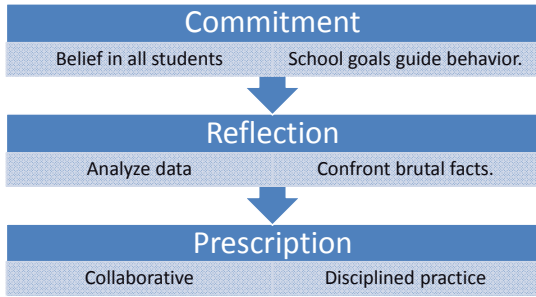 Commitment
Belief in all students School goals guide behavior.
Reflection
Analyze data Confront brutal facts.
Prescription
Collaborative Disciplined practice